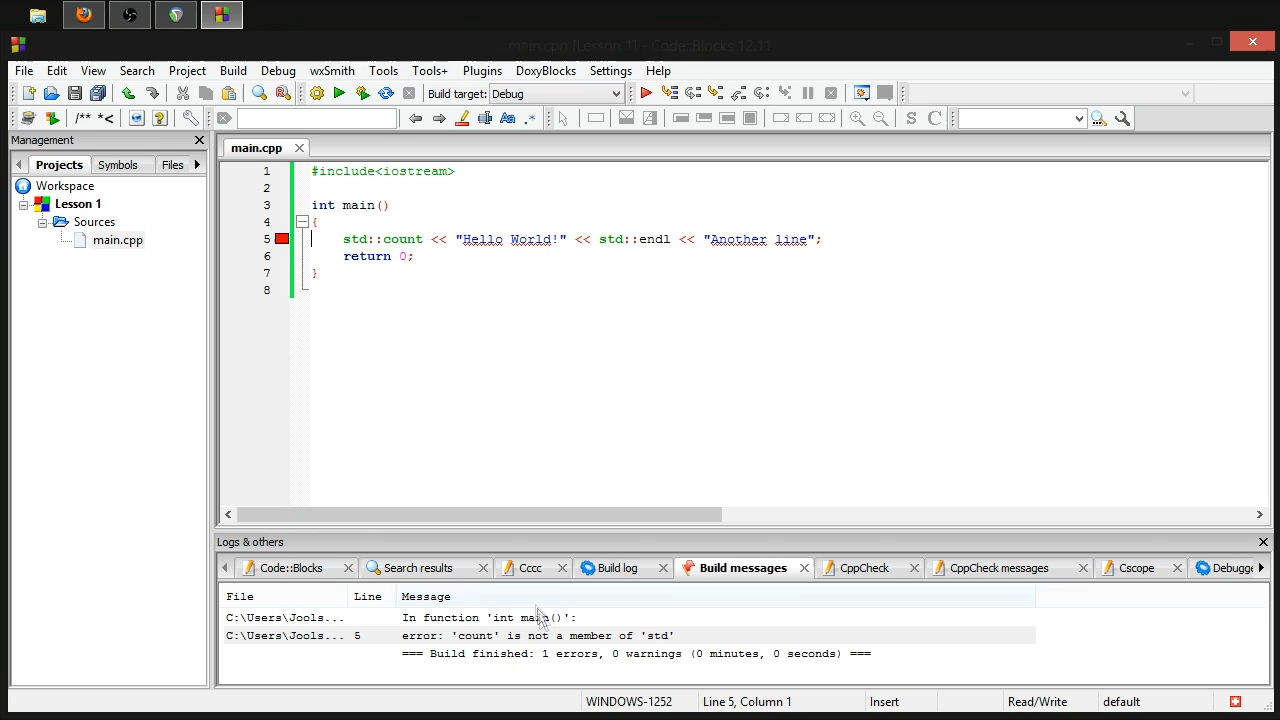 main.cpp [Lesson 1] - Code::Blocks 12.11
File Edit View Search Project Build Debug wxSmith Tools Tools+ Plugins DoxyBlocks Settings Help
Build target: Debug
/** *<
Management
Projects Symbols Files
main.cpp
Workspace
Lesson 1
Sources
main.cpp
1 #include<iostream>
2
3 int main()
4 {
5 std::count << "Hello World!" << std::endl << "Another line";
6 return 0;
7 }
8
Logs & others
Code::Blocks Search results Cccc Build log Build messages CppCheck CppCheck messages Cscope Debugge
File Line Message
C:\Users\Jools... In function 'int main()':
C:\Users\Jools... 5 error: 'count' is not a member of 'std'
=== Build finished: 1 errors, 0 warnings (0 minutes, 0 seconds) ===
WINDOWS-1252 Line 5, Column 1 Insert Read/Write default